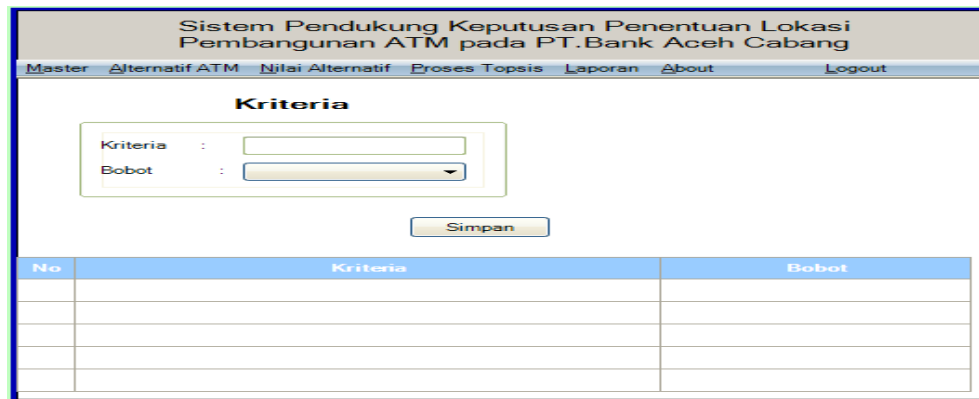 Sistem Pendukung Keputusan Penentuan Lokasi
Pembangunan ATM pada PT.Bank Aceh Cabang
Master Alternatif ATM Nilai Alternatif Proses Topsis Laporan About Logout
Kriteria
Kriteria :
Bobot :
Simpan
No Kriteria Bobot